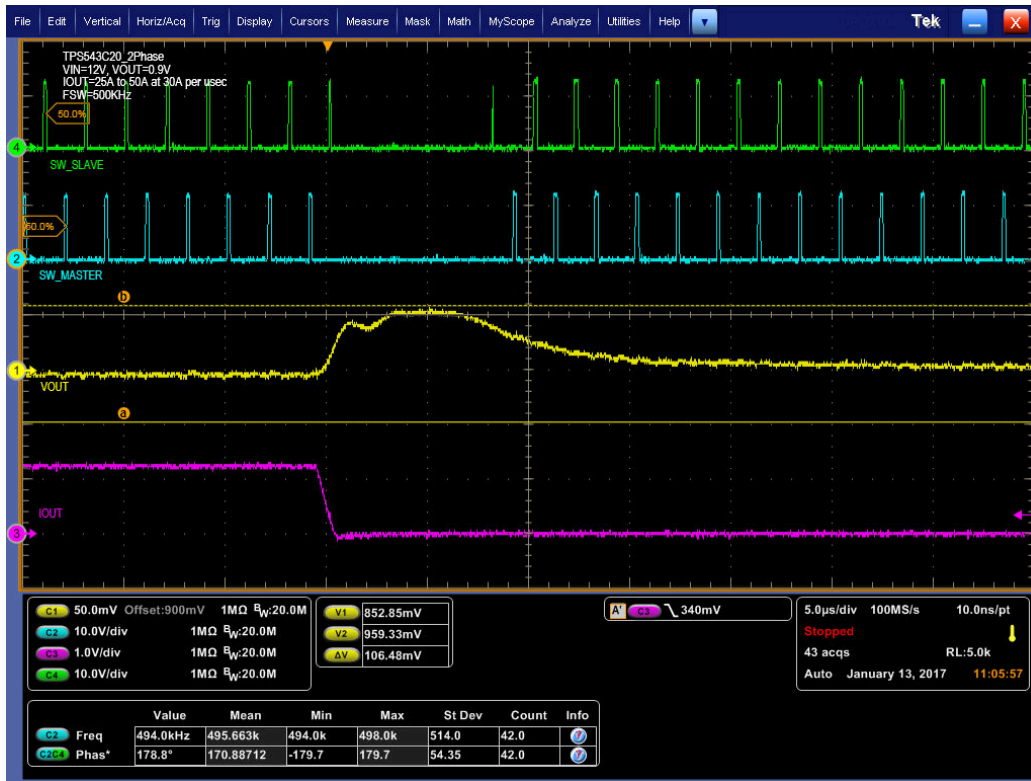 File Edit Vertical Horiz/Acq Trig Display Cursors Measure Mask Math MyScope Analyze Utilities Help Tek X
TPS543C20_2Phase
VIN=12V, VOUT=0.9V
IOUT=25A to 50A at 30A per usec
FSW=500KHz
50.0%
4
SW_SLAVE
50.0%
2
SW_MASTER
b
1
VOUT
a
IOUT
3
C1 50.0mV Offset:900mV 1MΩ BW:20.0M
C2 10.0V/div 1MΩ BW:20.0M
C3 1.0V/div 1MΩ BW:20.0M
C4 10.0V/div 1MΩ BW:20.0M
V1 852.85mV
V2 959.33mV
ΔV 106.48mV
A' C3 340mV
5.0µs/div 100MS/s 10.0ns/pt
Stopped
43 acqs RL:5.0k
Auto January 13, 2017 11:05:57
Value Mean Min Max St Dev Count Info
C2 Freq 494.0kHz 495.663k 494.0k 498.0k 514.0 42.0
C2C4 Phas* 178.8° 170.88712 -179.7 179.7 54.35 42.0